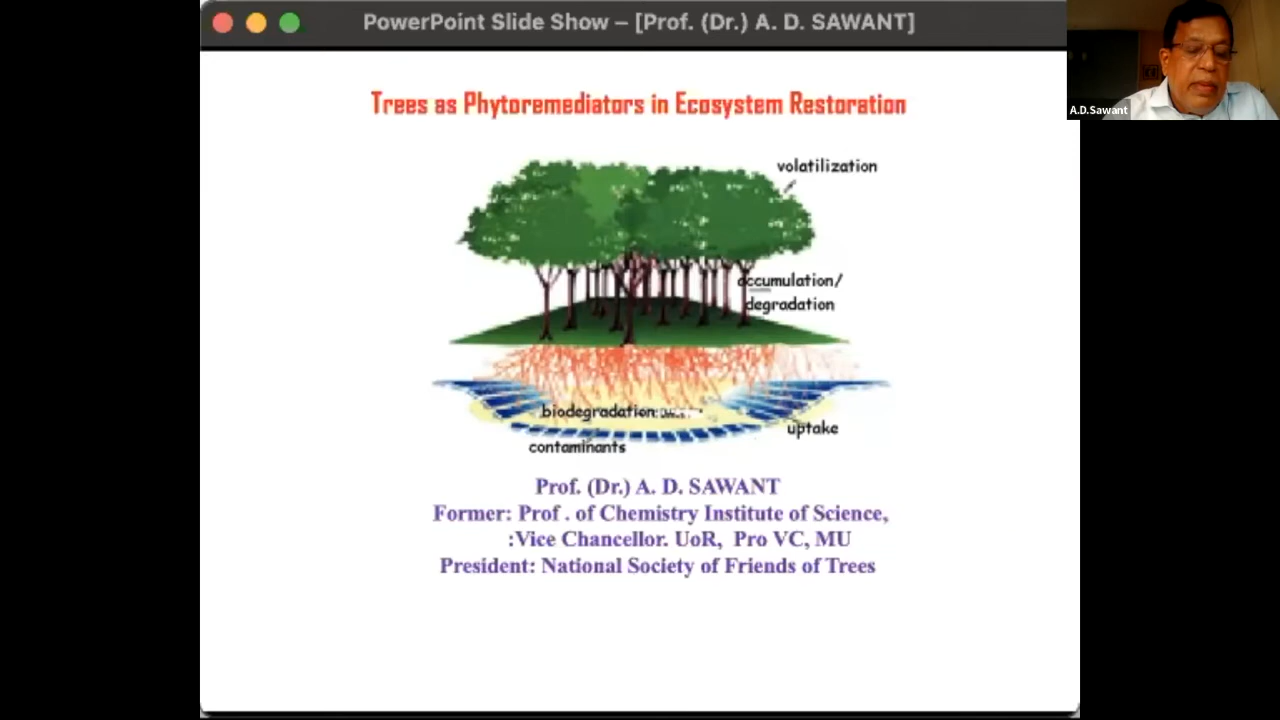 PowerPoint Slide Show – [Prof. (Dr.) A. D. SAWANT]
A.D.Sawant
Trees as Phytoremediators in Ecosystem Restoration
volatilization
accumulation/
degradation
biodegradation
uptake
contaminants
Prof. (Dr.) A. D. SAWANT
Former: Prof . of Chemistry Institute of Science,
:Vice Chancellor. UoR, Pro VC, MU
President: National Society of Friends of Trees